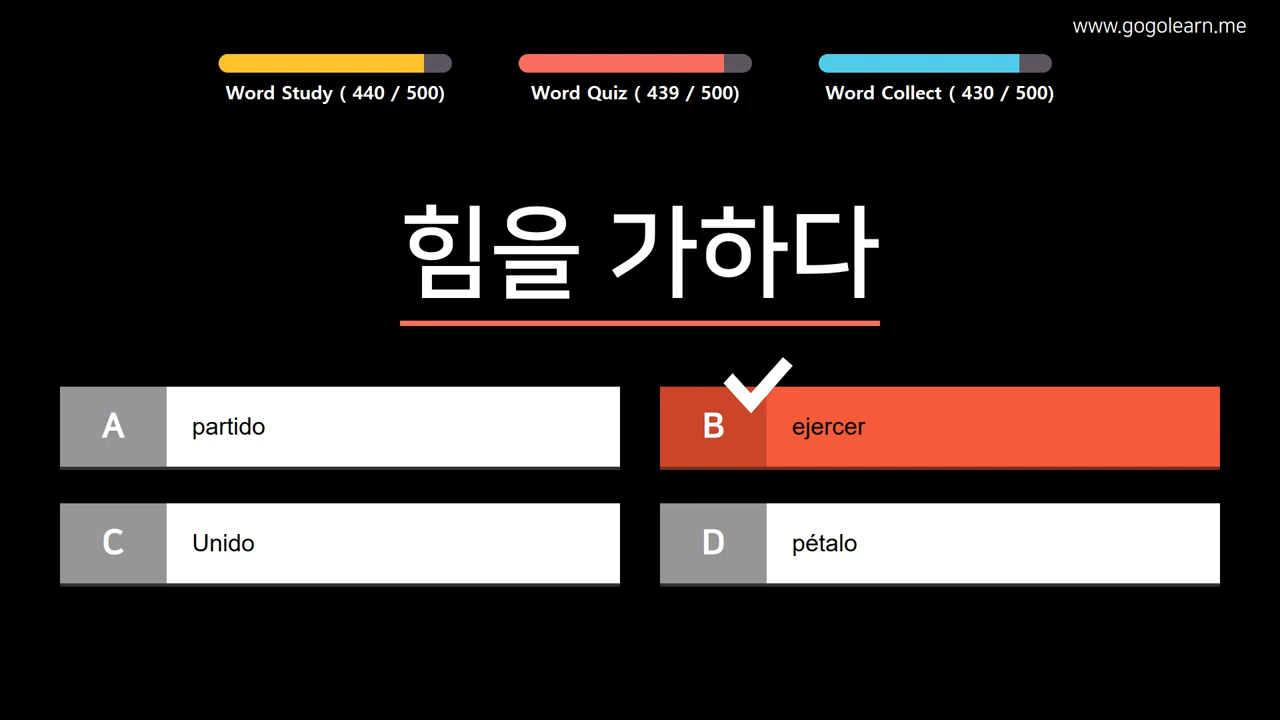 www.gogolearn.me
Word Study ( 440 / 500)
Word Quiz ( 439 / 500)
Word Collect ( 430 / 500)
힘을 가하다
A partido
B ejercer
C Unido
D pétalo